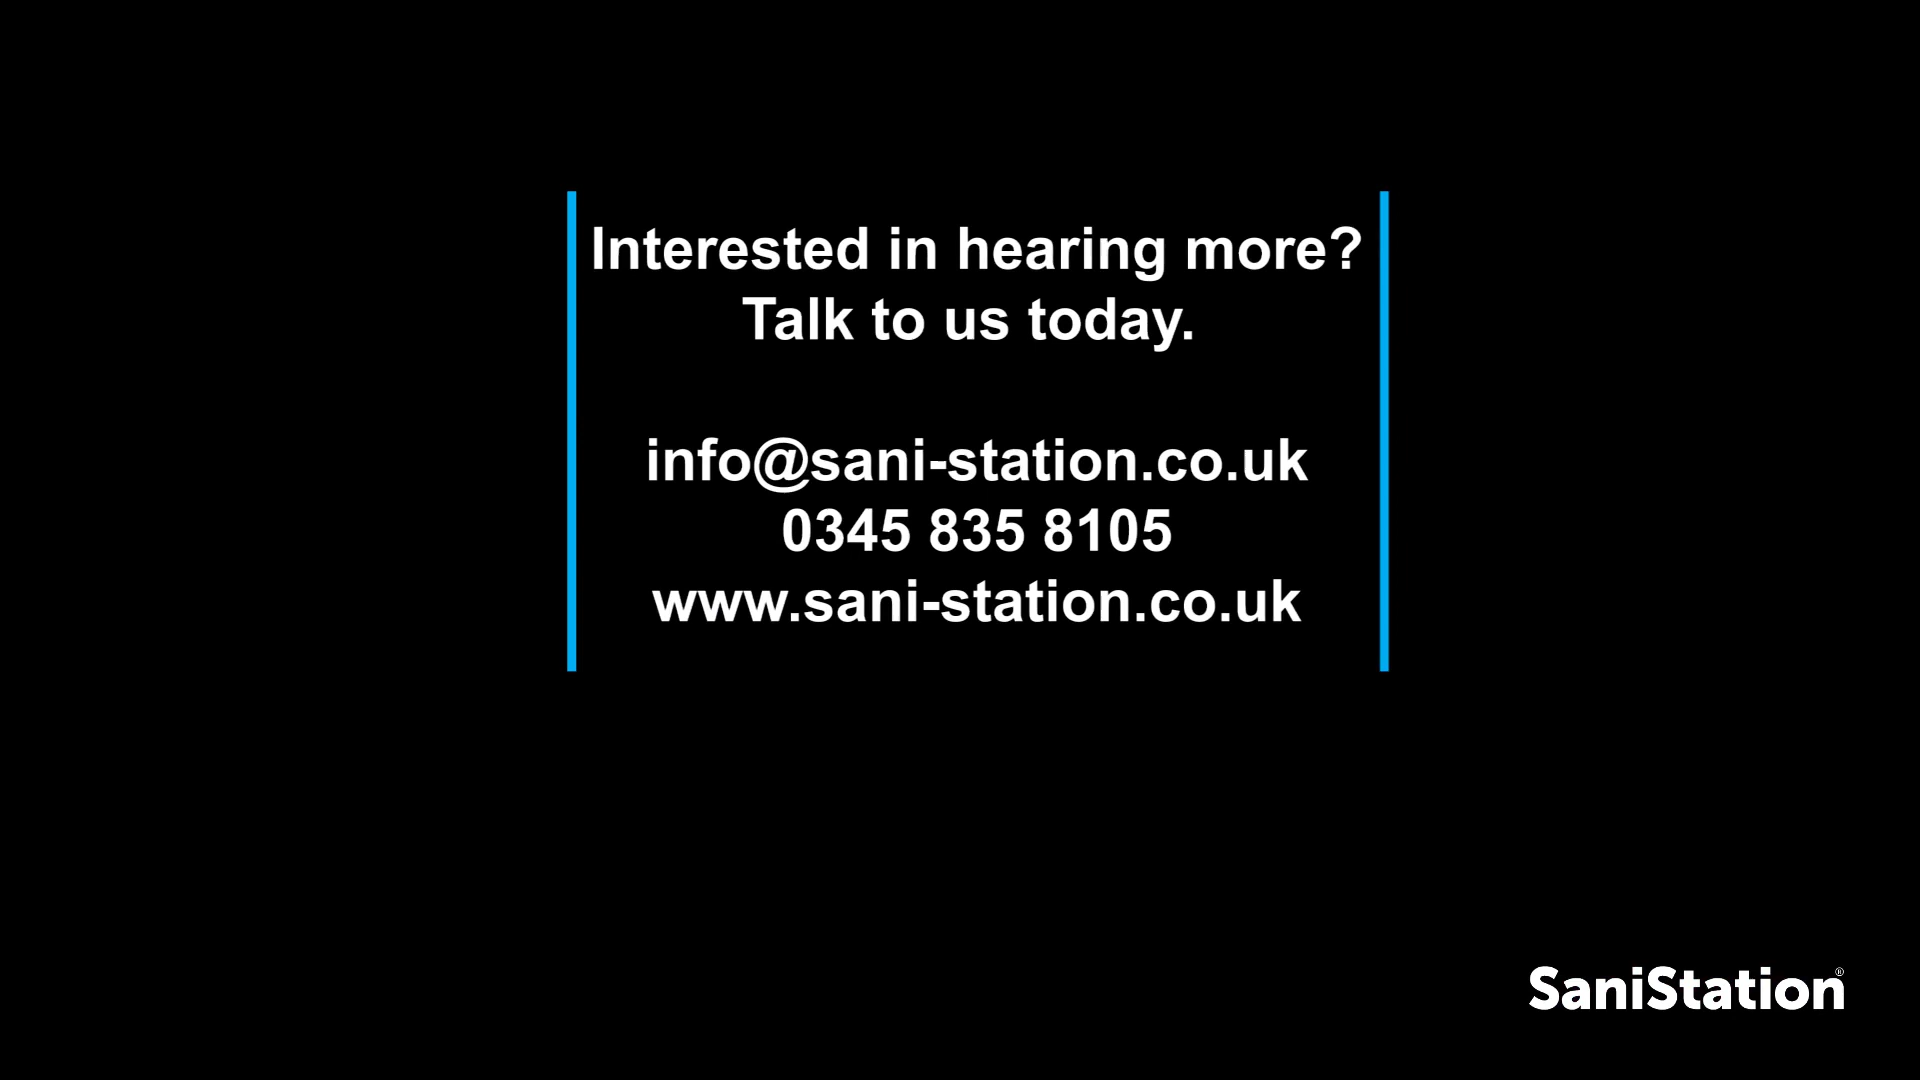 Interested in hearing more?
Talk to us today.
info@sani-station.co.uk
0345 835 8105
www.sani-station.co.uk
SaniStation®